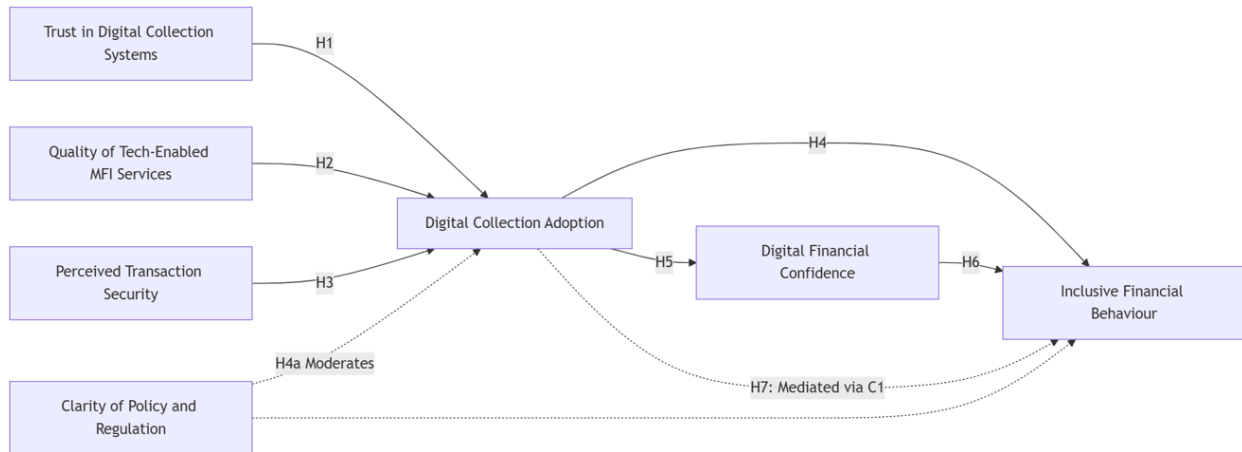 Trust in Digital Collection
Systems
H1
Quality of Tech-Enabled
MFI Services
H2
Perceived Transaction
Security
H3
Clarity of Policy and
Regulation
H4a Moderates
Digital Collection Adoption
H4
H5
Digital Financial
Confidence
H6
H7: Mediated via C1
Inclusive Financial
Behaviour